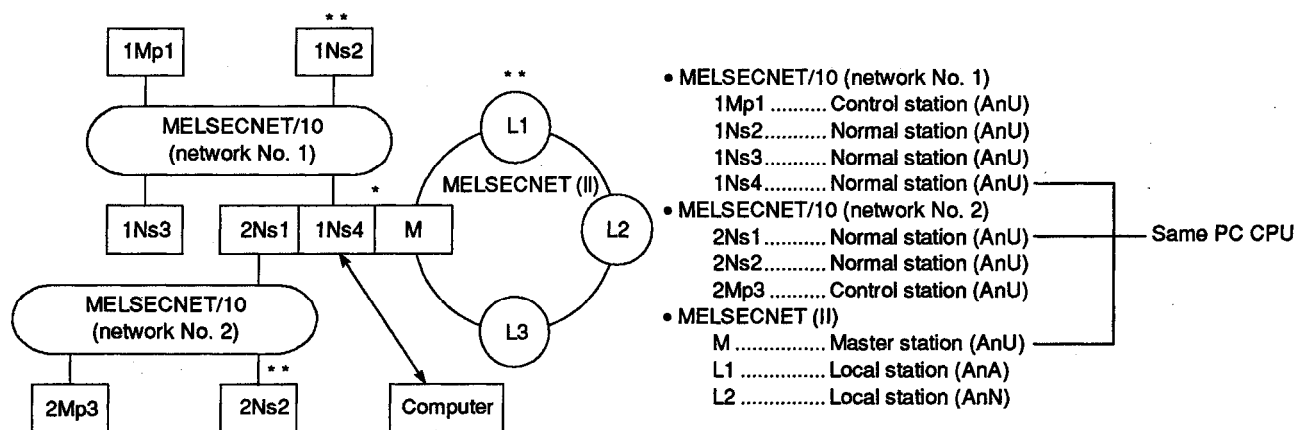 * *
1Mp1
1Ns2
* *
MELSECNET/10
(network No. 1)
L1
MELSECNET (II)
*
1Ns3
2Ns1
1Ns4
M
L2
MELSECNET/10
(network No. 2)
L3
* *
2Mp3
2Ns2
Computer
• MELSECNET/10 (network No. 1)
1Mp1 .......... Control station (AnU)
1Ns2........... Normal station (AnU)
1Ns3........... Normal station (AnU)
1Ns4........... Normal station (AnU)
• MELSECNET/10 (network No. 2)
2Ns1........... Normal station (AnU)
2Ns2........... Normal station (AnU)
2Mp3 .......... Control station (AnU)
• MELSECNET (II)
M ............... Master station (AnU)
L1 ............... Local station (AnA)
L2 ............... Local station (AnN)
Same PC CPU